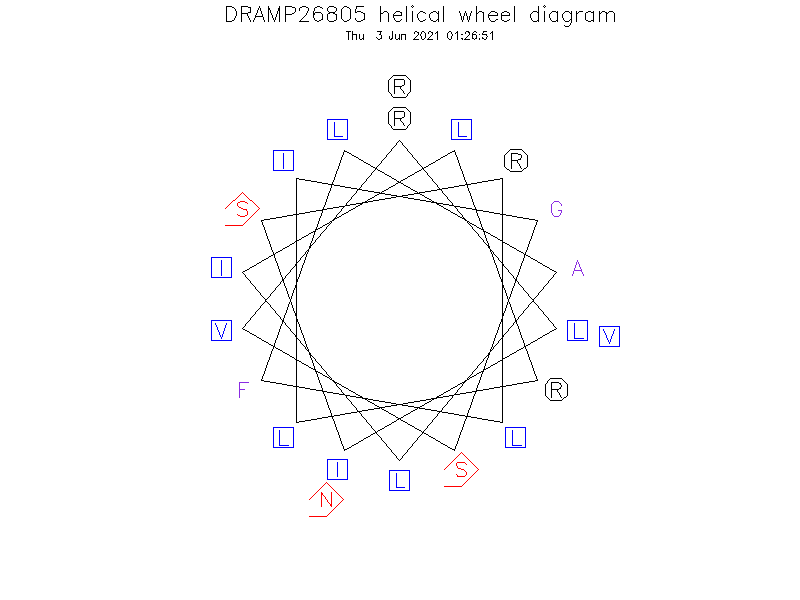 DRAMP26805 helical wheel diagram
Thu 3 Jun 2021 01:26:51
R
R
L L
I R
S G
I A
V L V
F R
L L
I S
L
N